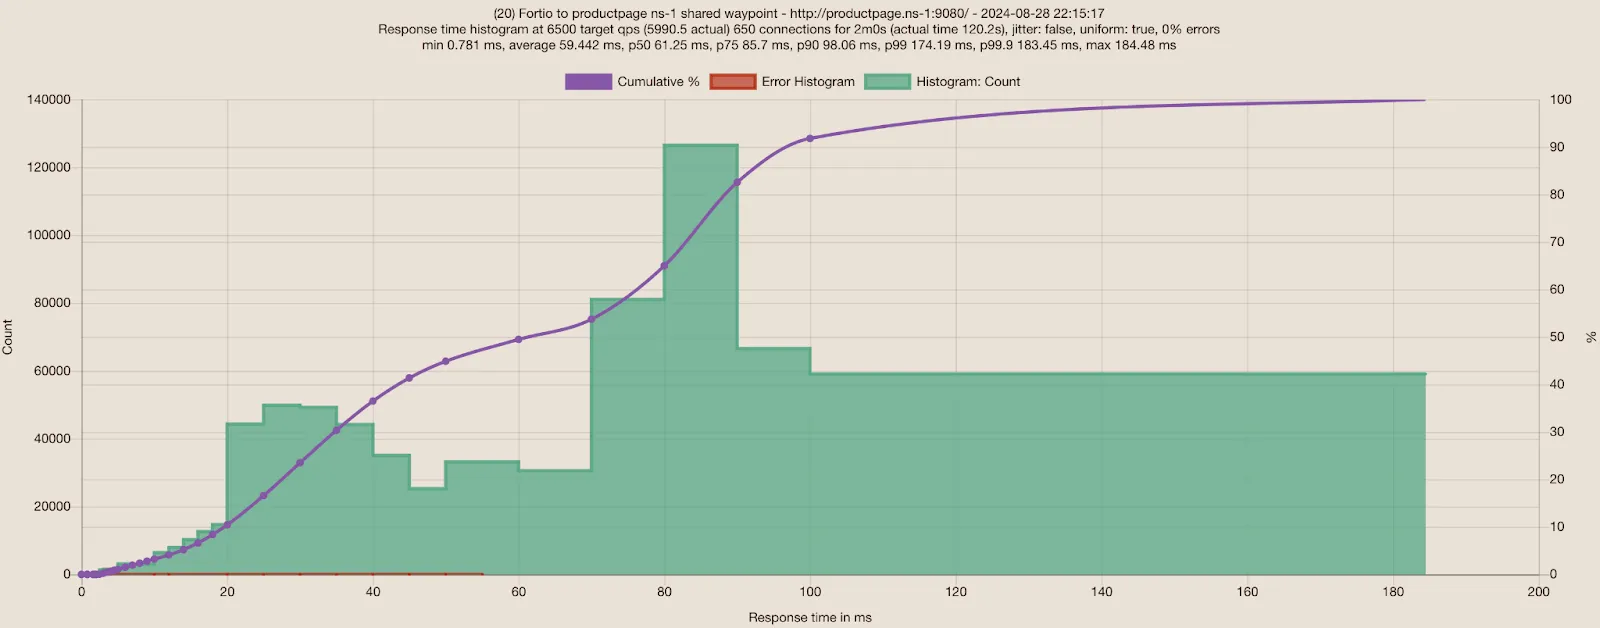 (20) Fortio to productpage ns-1 shared waypoint - http://productpage.ns-1:9080/ - 2024-08-28 22:15:17
Response time histogram at 6500 target qps (5990.5 actual) 650 connections for 2m0s (actual time 120.2s), jitter: false, uniform: true, 0% errors
min 0.781 ms, average 59.442 ms, p50 61.25 ms, p75 85.7 ms, p90 98.06 ms, p99 174.19 ms, p99.9 183.45 ms, max 184.48 ms
Cumulative % Error Histogram Histogram: Count
140000
120000
100000
80000
60000
40000
20000
0
Count
100
90
80
70
60
50
40
30
20
10
0
%
0 20 40 60 80 100 120 140 160 180 200
Response time in ms